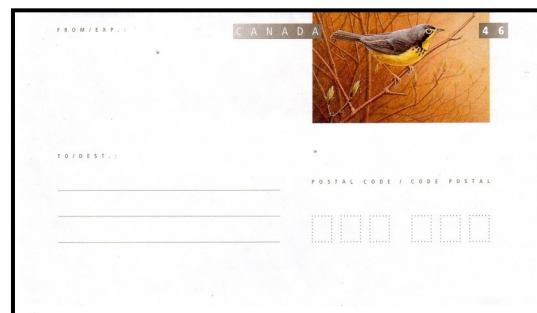 FROM/EXP.:
CANADA 46
TO/DEST.:
POSTAL CODE / CODE POSTAL